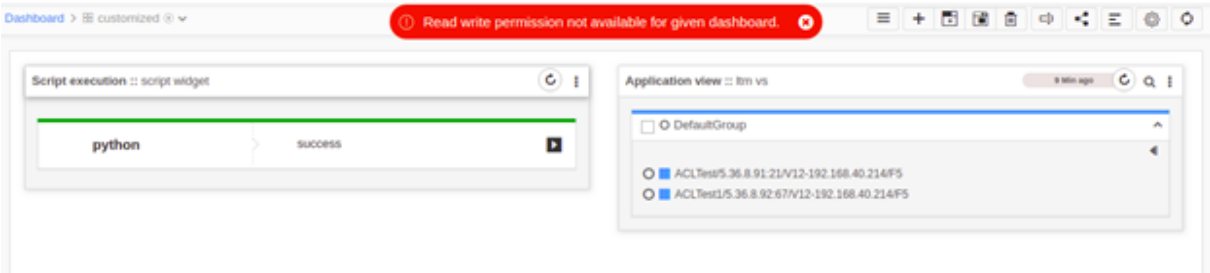 Dashboard > customized
Read write permission not available for given dashboard.
Script execution :: script widget
python
success
Application view :: ltm vs
9 Min ago
DefaultGroup
ACLTest/5.36.8.91:21/V12-192.168.40.214/F5
ACLTest1/5.36.8.92:67/V12-192.168.40.214/F5